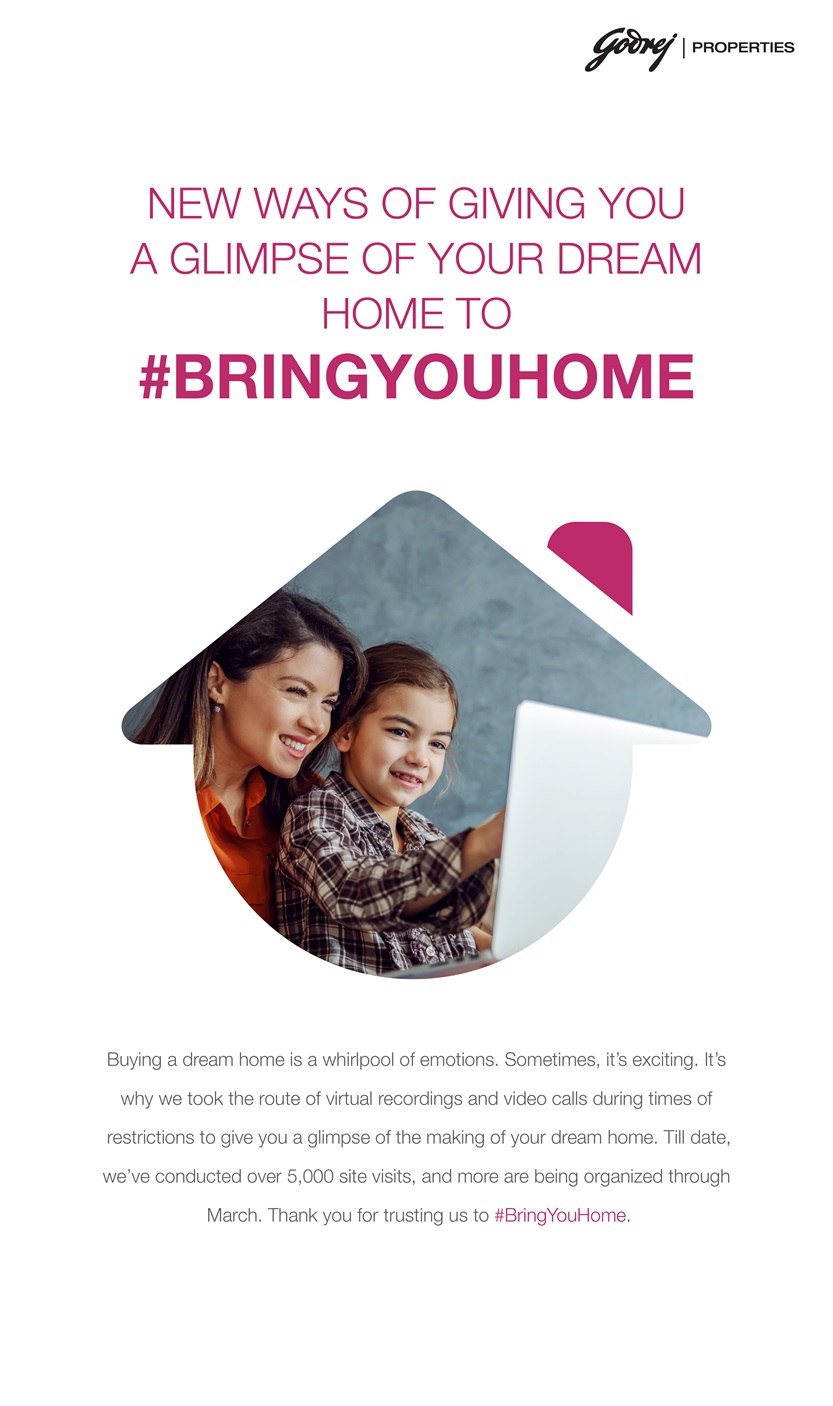 Godrej | PROPERTIES
NEW WAYS OF GIVING YOU
A GLIMPSE OF YOUR DREAM
HOME TO
#BRINGYOUHOME
Buying a dream home is a whirlpool of emotions. Sometimes, it’s exciting. It’s
why we took the route of virtual recordings and video calls during times of
restrictions to give you a glimpse of the making of your dream home. Till date,
we’ve conducted over 5,000 site visits, and more are being organized through
March. Thank you for trusting us to #BringYouHome.